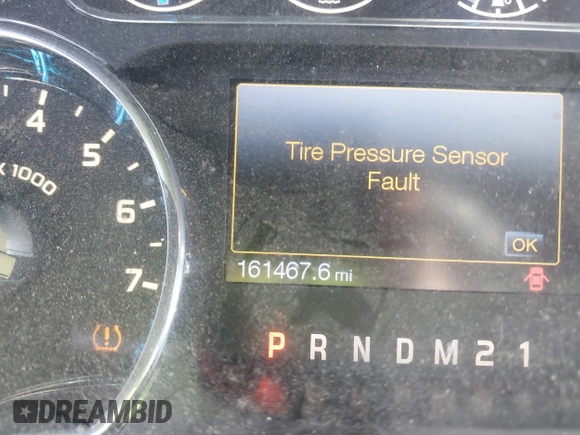 4
5
x 1000
6
7
Tire Pressure Sensor
Fault
OK
161467.6 mi
P R N D M 2 1
DREAMBID